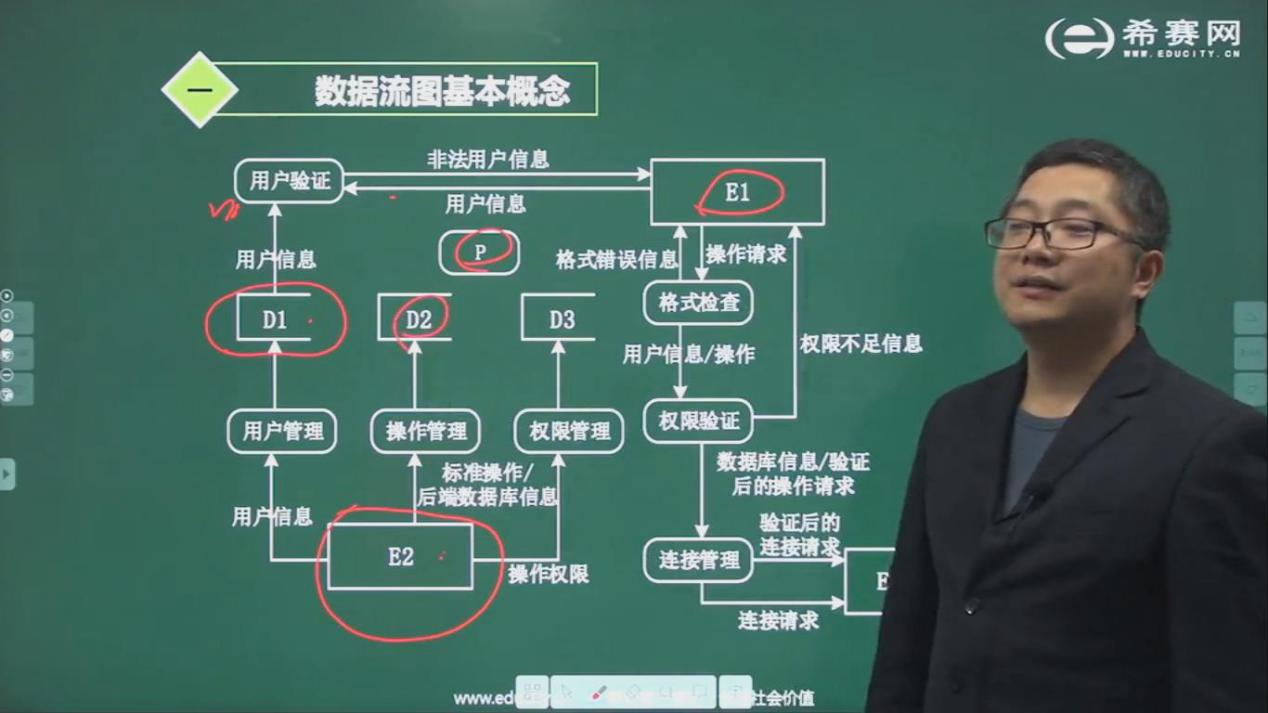 希赛网
WWW.EDUCITY.CN
一
数据流图基本概念
用户验证
非法用户信息
用户信息
E1
P
用户信息
格式错误信息
操作请求
D1
D2
D3
格式检查
用户信息/操作
权限不足信息
用户管理
操作管理
权限管理
权限验证
标准操作/
后端数据库信息
数据库信息/验证
后的操作请求
用户信息
E2
操作权限
验证后的
连接请求
连接管理
E
连接请求
www.edu
社会价值